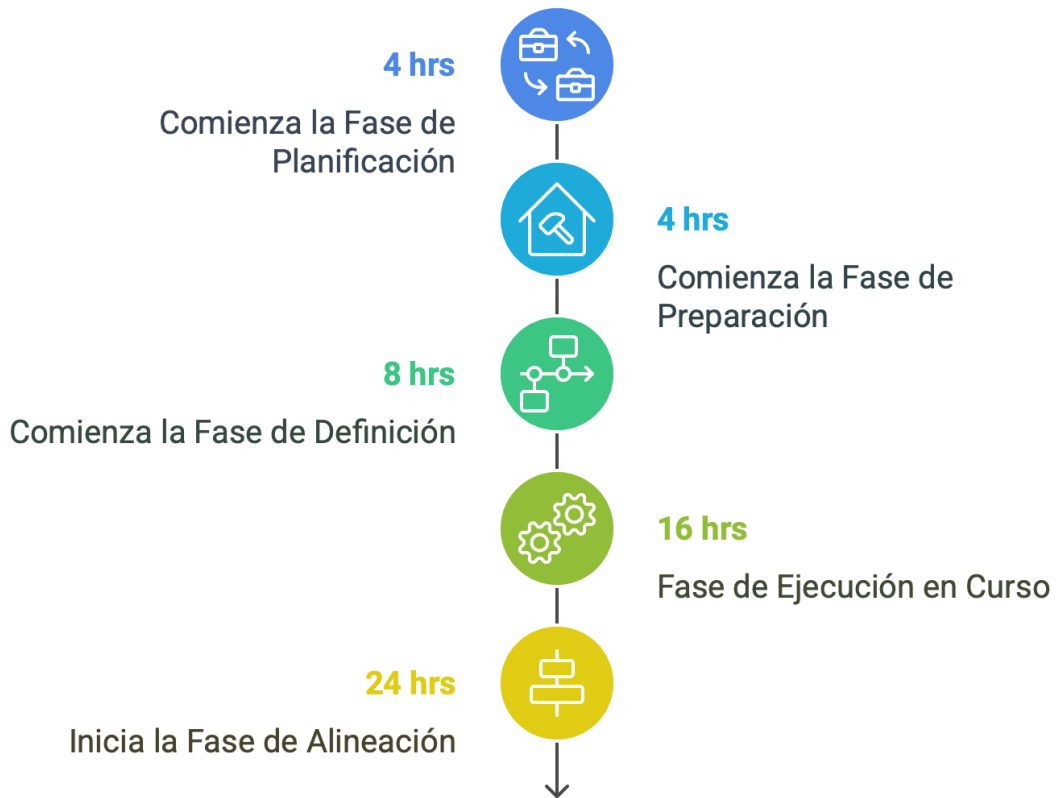 4 hrs
Comienza la Fase de
Planificación
4 hrs
Comienza la Fase de
Preparación
8 hrs
Comienza la Fase de Definición
16 hrs
Fase de Ejecución en Curso
24 hrs
Inicia la Fase de Alineación